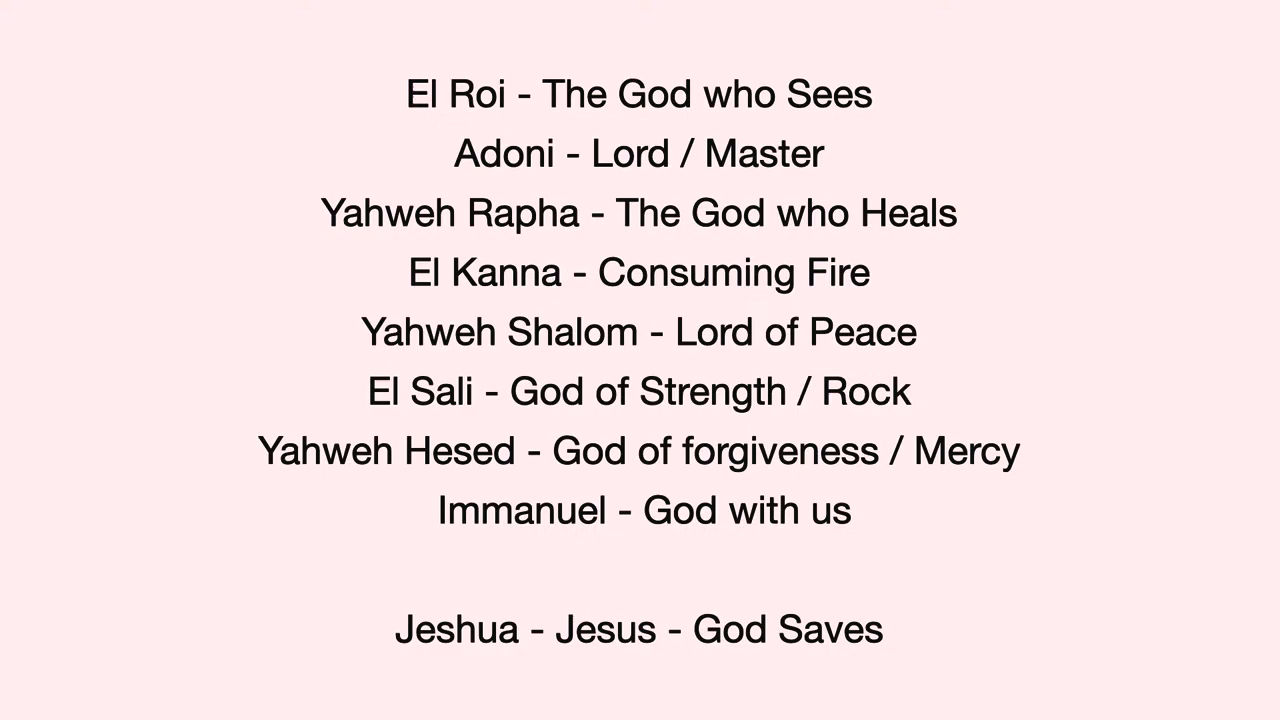 El Roi - The God who Sees
Adoni - Lord / Master
Yahweh Rapha - The God who Heals
El Kanna - Consuming Fire
Yahweh Shalom - Lord of Peace
El Sali - God of Strength / Rock
Yahweh Hesed - God of forgiveness / Mercy
Immanuel - God with us
Jeshua - Jesus - God Saves